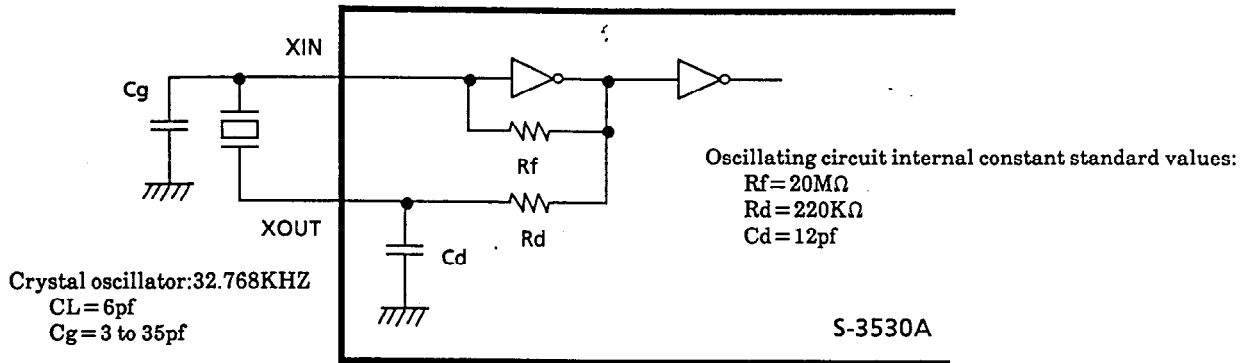 XIN
Cg
Rf
Oscillating circuit internal constant standard values:
Rf=20MΩ
Rd=220KΩ
Cd=12pf
XOUT
Rd
Cd
Crystal oscillator:32.768KHZ
CL=6pf
Cg=3 to 35pf
S-3530A